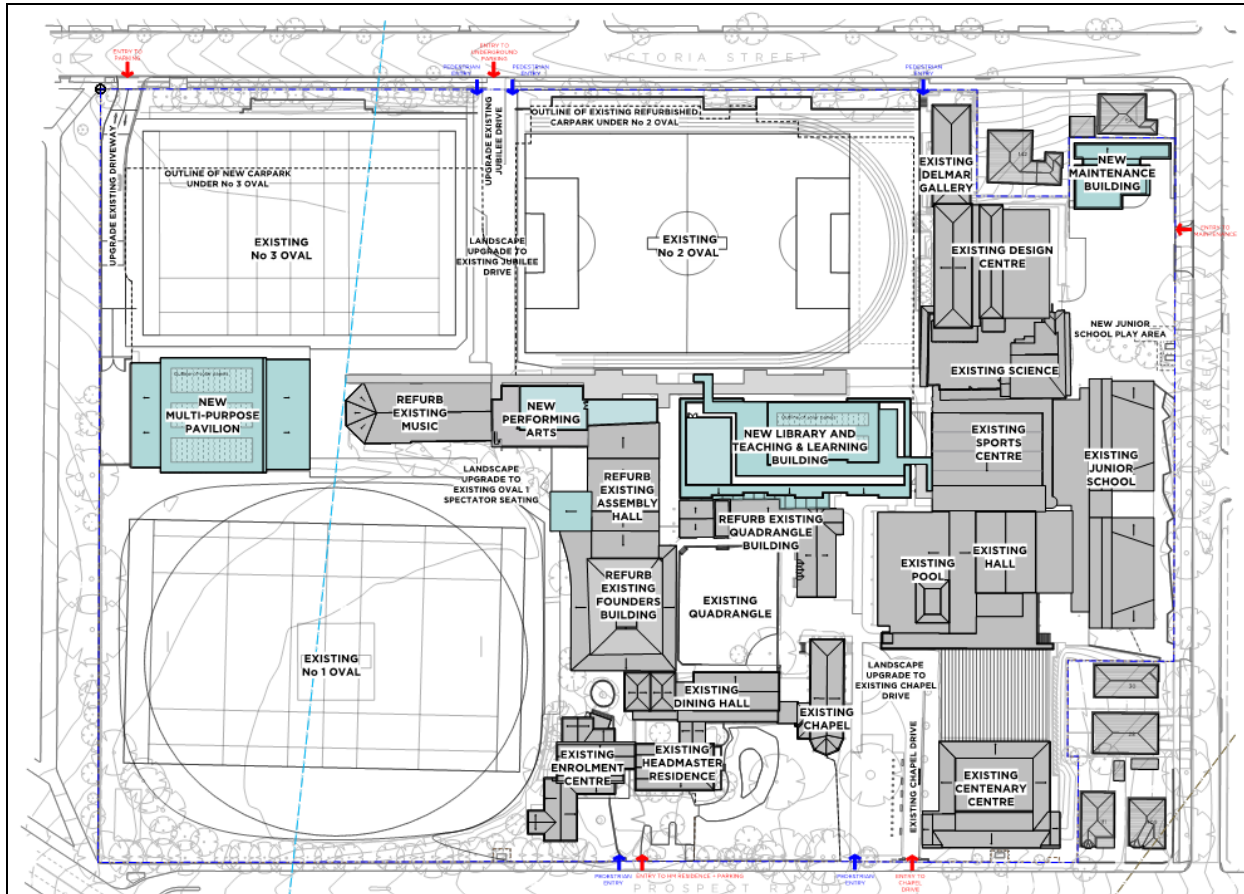 VICTORIA STREET
ENTRY TO
PARKING
ENTRY TO
UNDERGROUND
PARKING
PEDESTRIAN
ENTRY
PEDESTRIAN
ENTRY
PEDESTRIAN
ENTRY
UPGRADE EXISTING DRIVEWAY
OUTLINE OF NEW CARPARK
UNDER No 3 OVAL
EXISTING
No 3 OVAL
UPGRADE EXISTING
JUBILEE DRIVE
LANDSCAPE
UPGRADE TO
EXISTING JUBILEE
DRIVE
OUTLINE OF EXISTING REFURBISHED
CARPARK UNDER No 2 OVAL
EXISTING
No 2 OVAL
EXISTING
DELMAR
GALLERY
NEW
MAINTENANCE
BUILDING
ENTRY TO
MAINTENANCE
EXISTING DESIGN
CENTRE
NEW JUNIOR
SCHOOL PLAY AREA
EXISTING SCIENCE
NEW
MULTI-PURPOSE
PAVILION
REFURB
EXISTING
MUSIC
NEW
PERFORMING
ARTS
NEW LIBRARY AND
TEACHING & LEARNING
BUILDING
EXISTING
SPORTS
CENTRE
EXISTING
JUNIOR
SCHOOL
LANDSCAPE
UPGRADE TO
EXISTING OVAL 1
SPECTATOR SEATING
REFURB
EXISTING
ASSEMBLY
HALL
REFURB EXISTING
QUADRANGLE
BUILDING
EXISTING
POOL
EXISTING
HALL
REFURB
EXISTING
FOUNDERS
BUILDING
EXISTING
QUADRANGLE
EXISTING
No 1 OVAL
LANDSCAPE
UPGRADE TO
EXISTING CHAPEL
DRIVE
EXISTING
DINING HALL
EXISTING
CHAPEL
EXISTING
ENROLMENT
CENTRE
EXISTING
HEADMASTER
RESIDENCE
EXISTING CHAPEL DRIVE
EXISTING
CENTENARY
CENTRE
PEDESTRIAN
ENTRY
ENTRY TO HM RESIDENCE + PARKING
PEDESTRIAN
ENTRY
ENTRY TO
CHAPEL
DRIVE
PROSPECT ROAD